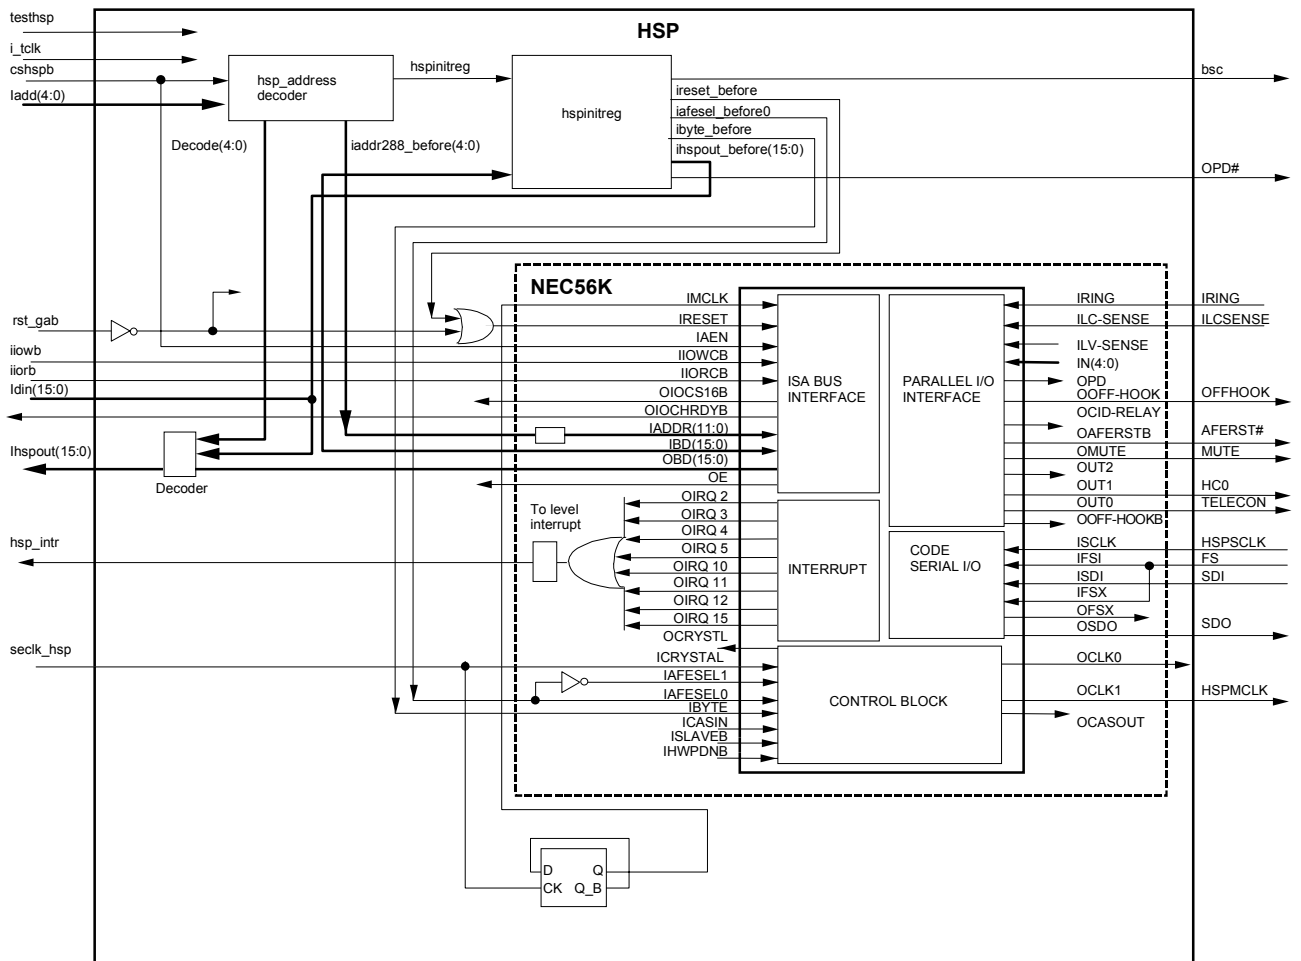 testhsp
HSP
i_tclk
cshspb
Iadd(4:0)
hsp_address
decoder
hspinitreg
hspinitreg
bsc
ireset_before
iafesel_before0
ibyte_before
ihspout_before(15:0)
Decode(4:0)
iaddr288_before(4:0)
OPD#
NEC56K
rst_gab
iiowb
iiorb
Idin(15:0)
Ihspout(15:0)
Decoder
IMCLK
IRESET
IAEN
IIOWCB
IIORCB
OIOCS16B
OIOCHRDYB
IADDR(11:0)
IBD(15:0)
OBD(15:0)
OE
ISA BUS
INTERFACE
PARALLEL I/O
INTERFACE
IRING
IRING
ILC-SENSE
ILCSENSE
ILV-SENSE
IN(4:0)
OPD
OOFF-HOOK
OFFHOOK
OCID-RELAY
OAFERSTB
AFERST#
OMUTE
MUTE
OUT2
OUT1
HC0
OUT0
TELECON
OOFF-HOOKB
To level
interrupt
hsp_intr
OIRQ 2
OIRQ 3
OIRQ 4
OIRQ 5
OIRQ 10
OIRQ 11
OIRQ 12
OIRQ 15
INTERRUPT
CODE
SERIAL I/O
ISCLK
HSPSCLK
IFSI
FS
ISDI
SDI
IFSX
OFSX
OSDO
SDO
seclk_hsp
OCRYSTL
ICRYSTAL
IAFESEL1
IAFESEL0
IBYTE
ICASIN
ISLAVEB
IHWPDNB
CONTROL BLOCK
OCLK0
OCLK1
HSPMCLK
OCASOUT
D
Q
CK
Q_B